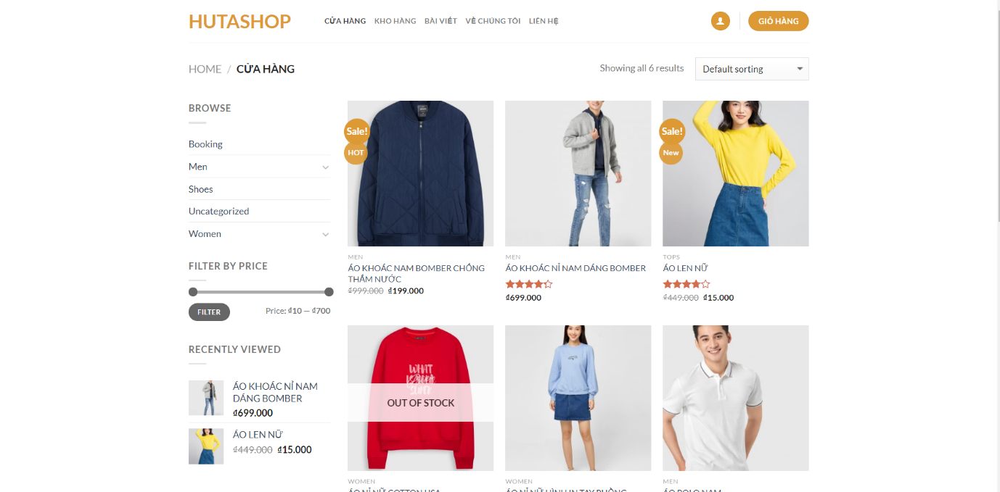 HUTASHOP
CỬA HÀNG
KHO HÀNG
BÀI VIẾT
VỀ CHÚNG TÔI
LIÊN HỆ
GIỎ HÀNG
HOME / CỬA HÀNG
Showing all 6 results
Default sorting
BROWSE
Booking
Men
Shoes
Uncategorized
Women
FILTER BY PRICE
FILTER
Price: ₫10 — ₫700
RECENTLY VIEWED
ÁO KHOÁC NỈ NAM
DÁNG BOMBER
₫699.000
ÁO LEN NỮ
₫449.000 ₫15.000
Sale!
HOT
MEN
ÁO KHOÁC NAM BOMBER CHỐNG
THẤM NƯỚC
₫999.000 ₫199.000
MEN
ÁO KHOÁC NỈ NAM DÁNG BOMBER
₫699.000
Sale!
New
TOPS
ÁO LEN NỮ
₫449.000 ₫15.000
WHAT
OUT OF STOCK
WOMEN
WOMEN
MEN
ÁO POLO NAM